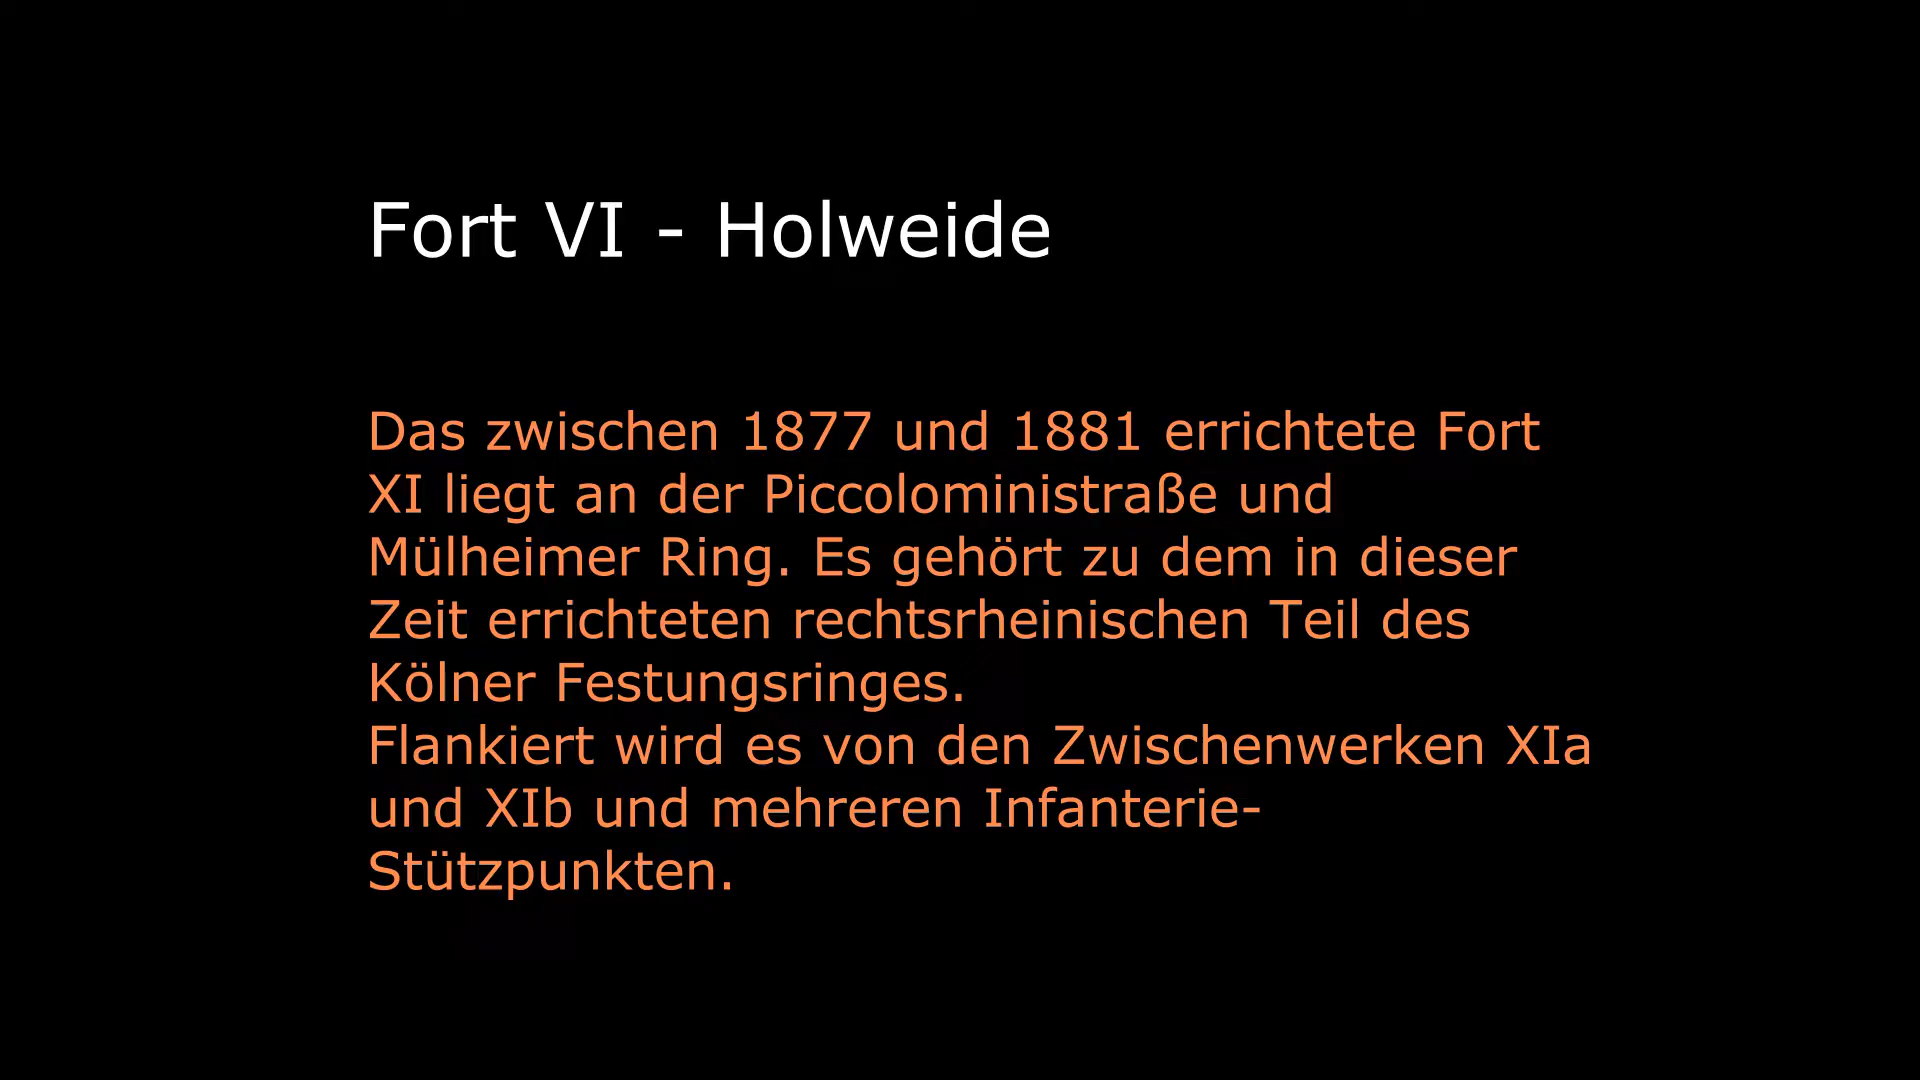 Fort VI - Holweide
Das zwischen 1877 und 1881 errichtete Fort
XI liegt an der Piccoloministraße und
Mülheimer Ring. Es gehört zu dem in dieser
Zeit errichteten rechtsrheinischen Teil des
Kölner Festungsringes.
Flankiert wird es von den Zwischenwerken XIa
und XIb und mehreren Infanterie-
Stützpunkten.